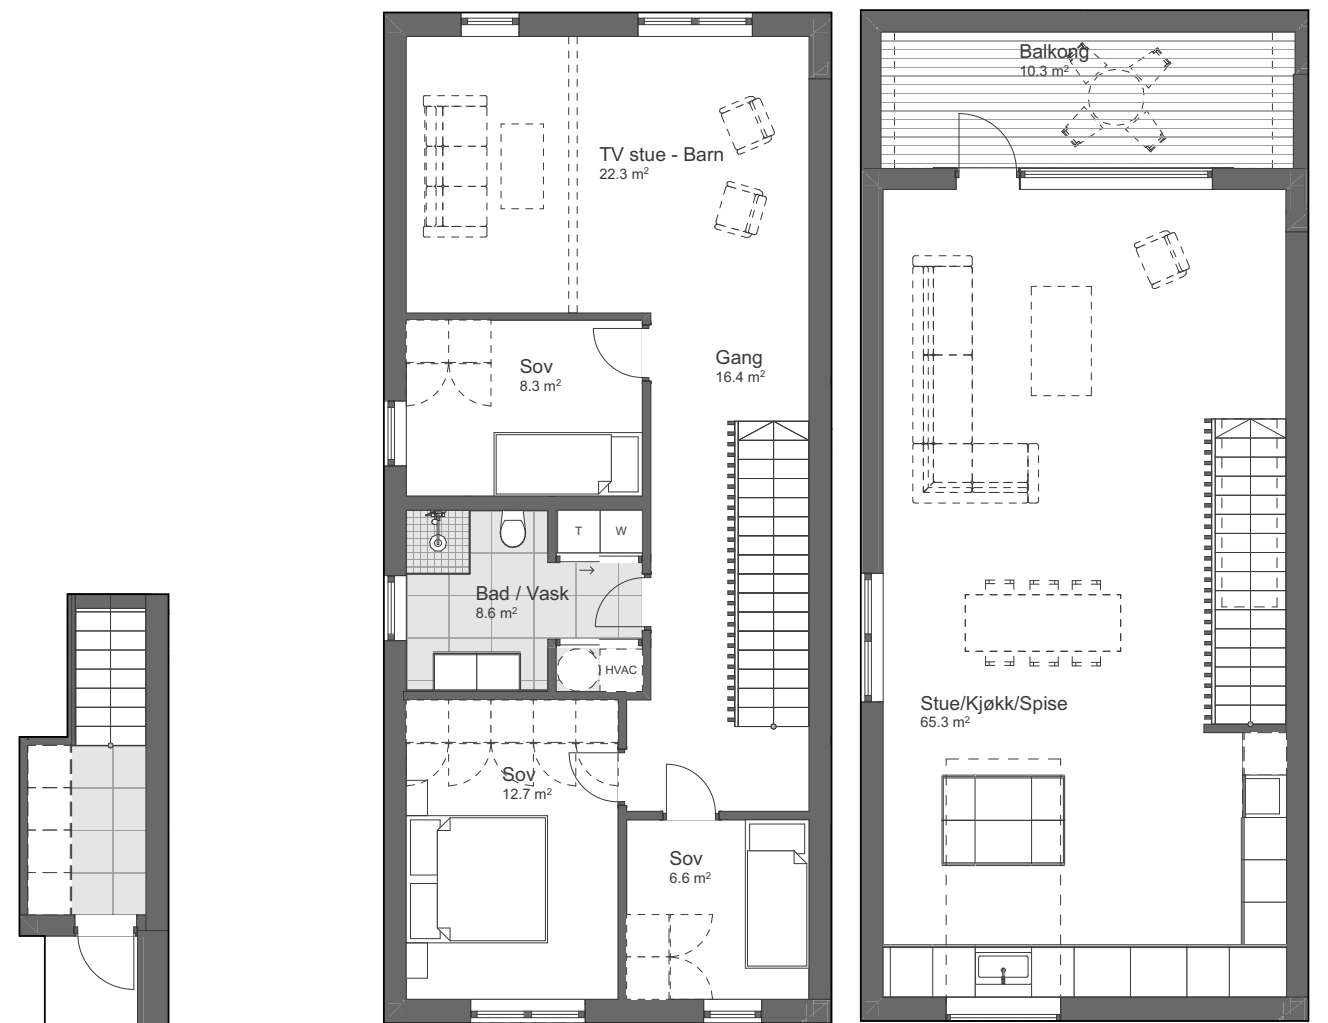 TV stue - Barn
22.3 m²
Sov
8.3 m²
Gang
16.4 m²
T
W
Bad / Vask
8.6 m²
HVAC
Sov
12.7 m²
Sov
6.6 m²
Balkong
10.3 m²
Stue/Kjøkk/Spise
65.3 m²